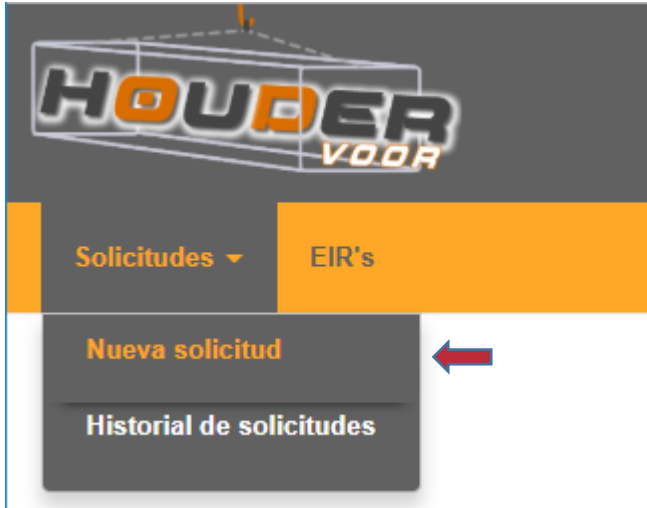 HOUDER
VOOR
Solicitudes EIR's
Nueva solicitud
Historial de solicitudes